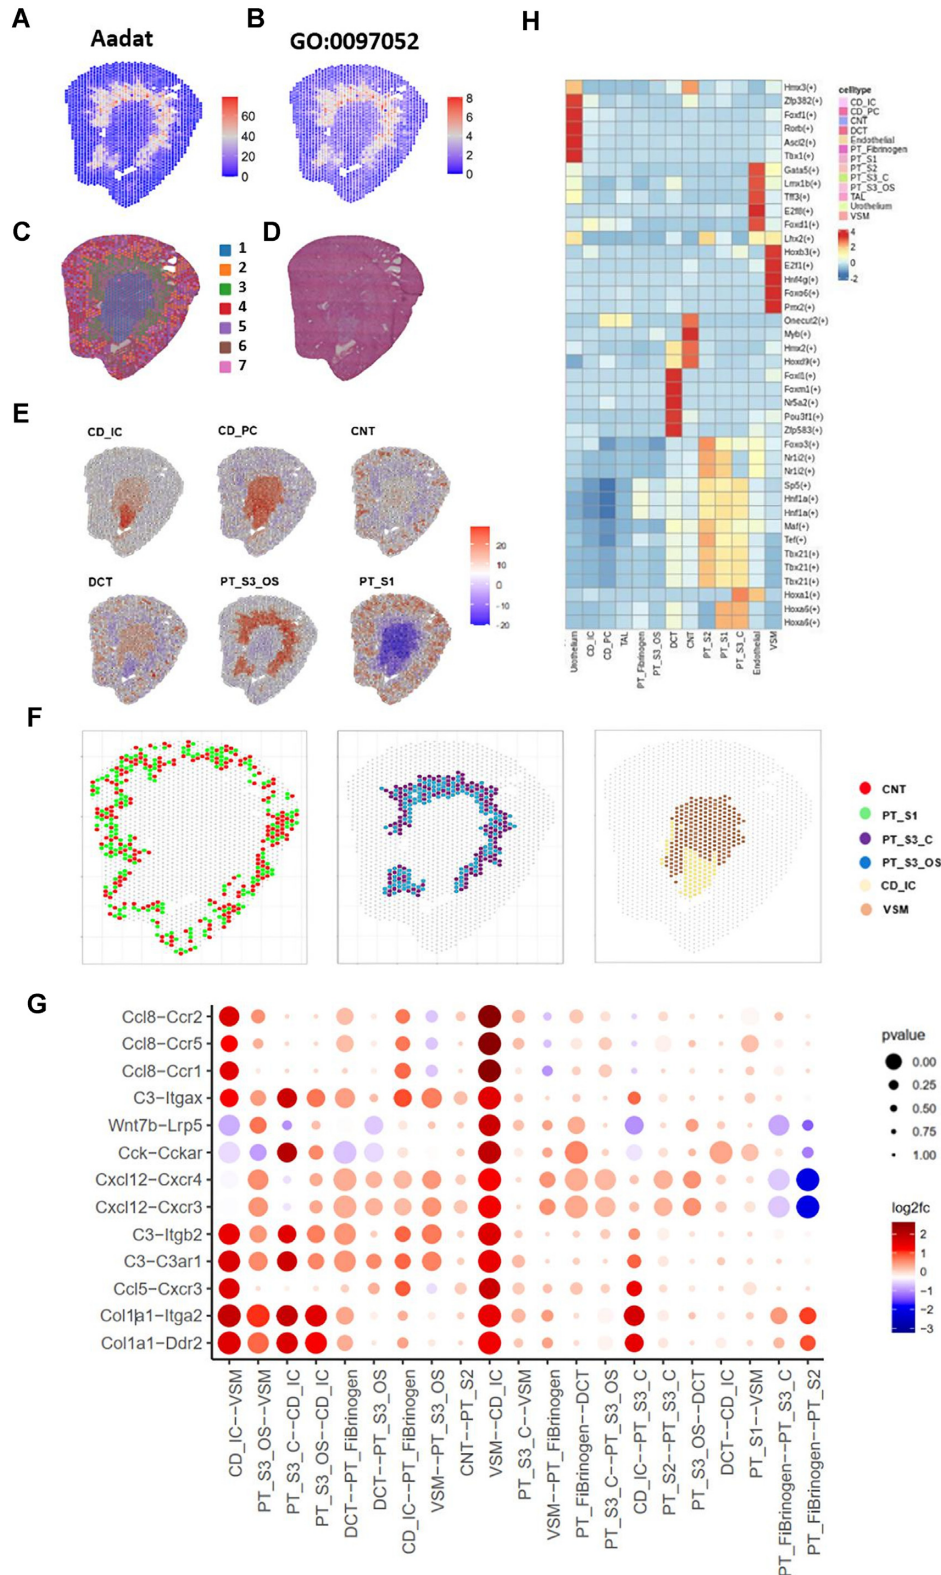 A
B
H
Aadat
GO:0097052
60
40
20
0
8
6
4
2
0
C
D
1
2
3
4
5
6
7
E
CD_IC
CD_PC
CNT
DCT
PT_S3_OS
PT_S1
20
10
0
-10
-20
Hmx3(+)
Zfp382(+)
Foxf1(+)
Rorb(+)
Ascl2(+)
Tbx1(+)
Gata5(+)
Lmx1b(+)
Tff3(+)
E2f8(+)
Foxd1(+)
Lhx2(+)
Hoxb3(+)
E2f1(+)
Hnf4g(+)
Foxo6(+)
Prrx2(+)
Onecut2(+)
Myb(+)
Hmx2(+)
Hoxd9(+)
Foxl1(+)
Foxm1(+)
Nr5a2(+)
Pou3f1(+)
Zfp583(+)
Foxo3(+)
Nr1i2(+)
Nr1i2(+)
Sp5(+)
Hnf1a(+)
Hnf1a(+)
Maf(+)
Tef(+)
Tbx21(+)
Tbx21(+)
Tbx21(+)
Hoxa1(+)
Hoxa6(+)
Hoxa6(+)
Urothelium
CD_IC
CD_PC
TAL
PT_Fibrinogen
PT_S3_OS
DCT
CNT
PT_S2
PT_S1
PT_S3_C
Endothelial
VSM
celltype
CD_IC
CD_PC
CNT
DCT
Endothelial
PT_Fibrinogen
PT_S1
PT_S2
PT_S3_C
PT_S3_OS
TAL
Urothelium
VSM
4
2
0
-2
F
CNT
PT_S1
PT_S3_C
PT_S3_OS
CD_IC
VSM
G
Ccl8−Ccr2
Ccl8−Ccr5
Ccl8−Ccr1
C3−Itgax
Wnt7b−Lrp5
Cck−Cckar
Cxcl12−Cxcr4
Cxcl12−Cxcr3
C3−Itgb2
C3−C3ar1
Ccl5−Cxcr3
Col1a1−Itga2
Col1a1−Ddr2
CD_IC−−VSM
PT_S3_OS−−VSM
PT_S3_C−−CD_IC
PT_S3_OS−−CD_IC
DCT−−PT_FiBrinogen
DCT−−PT_S3_OS
CD_IC−−PT_FiBrinogen
VSM−−PT_S3_OS
CNT−−PT_S2
VSM−−CD_IC
PT_S3_C−−VSM
VSM−−PT_FiBrinogen
PT_FiBrinogen−−DCT
PT_S3_C−−PT_S3_OS
CD_IC−−PT_S3_C
PT_S2−−PT_S3_C
PT_S3_OS−−DCT
DCT−−CD_IC
PT_S1−−VSM
PT_FiBrinogen−−PT_S3_C
PT_FiBrinogen−−PT_S2
pvalue
0.00
0.25
0.50
0.75
1.00
log2fc
2
1
0
−1
−2
−3